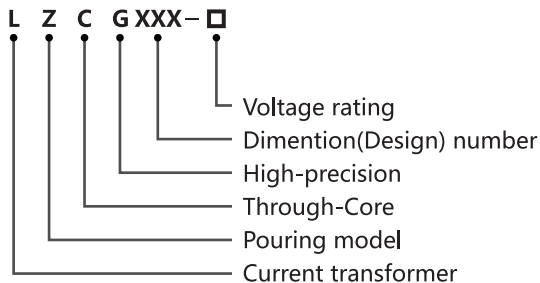 L Z C G XXX-□
Voltage rating
Dimention(Design) number
High-precision
Through-Core
Pouring model
Current transformer